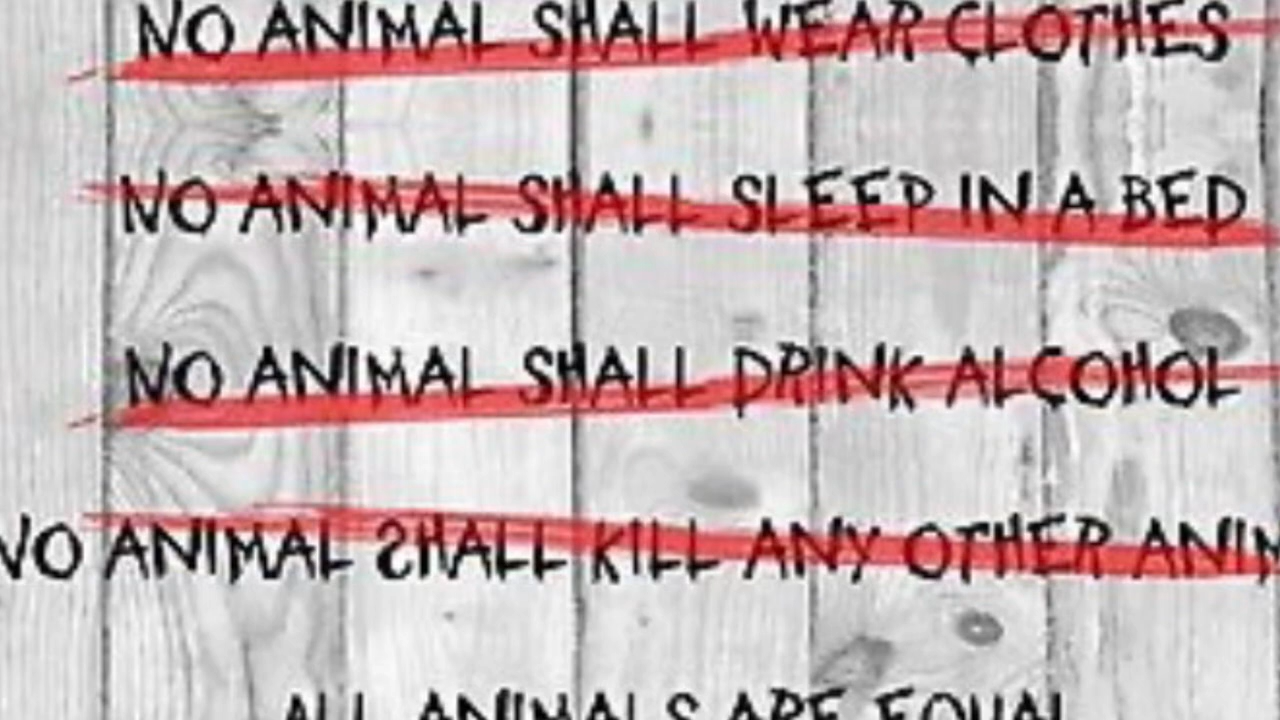 NO ANIMAL SHALL WEAR CLOTHES
NO ANIMAL SHALL SLEEP IN A BED
NO ANIMAL SHALL DRINK ALCOHOL
NO ANIMAL SHALL KILL ANY OTHER ANIM
ALL ANIMALS ARE EQUAL